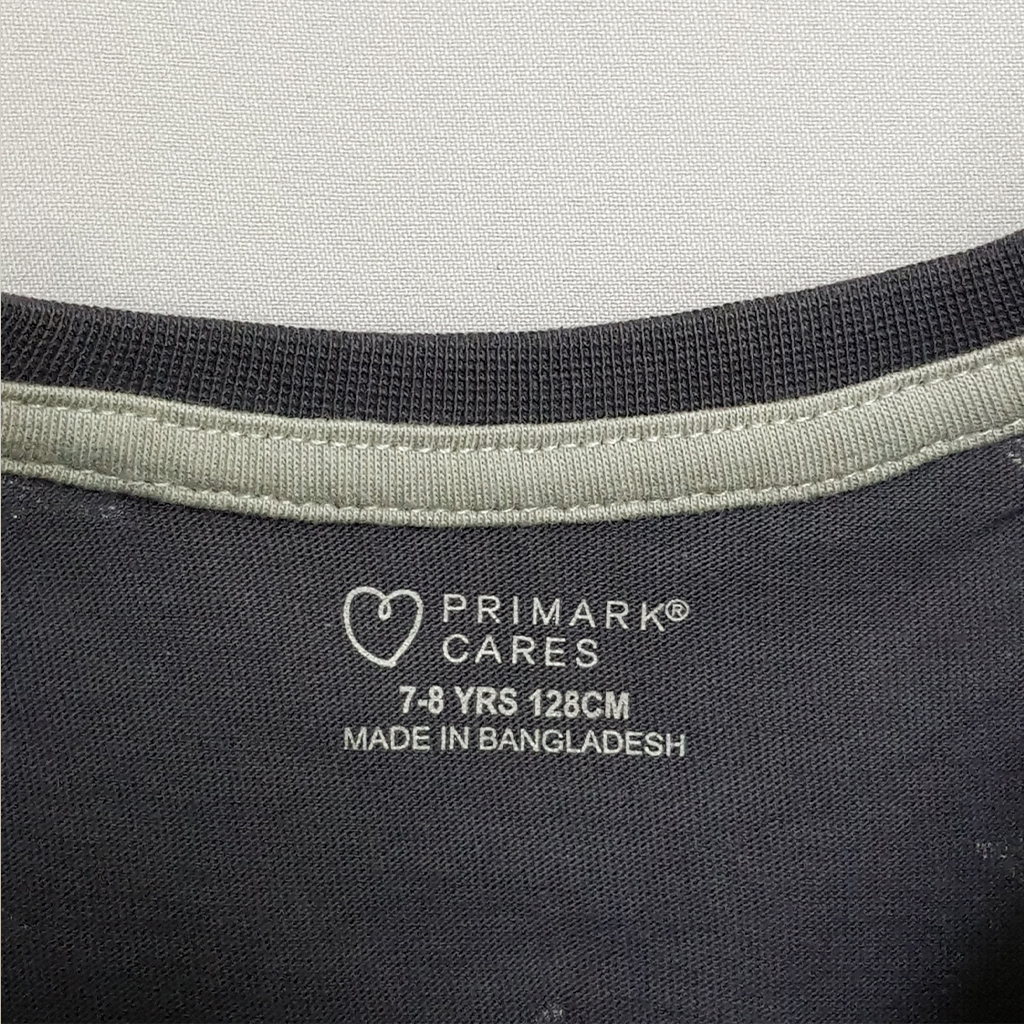 PRIMARK®
CARES
7-8 YRS 128CM
MADE IN BANGLADESH